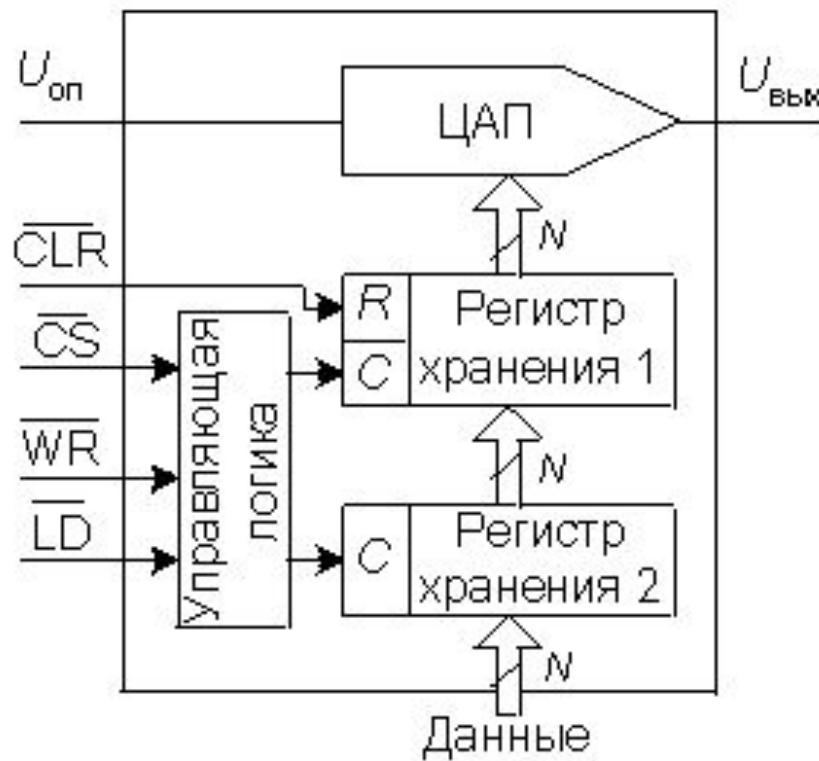 U оп
ЦАП
U вых
N
CLR
R
Регистр
хранения 1
CS
C
Управляющая
логика
N
WR
LD
C
Регистр
хранения 2
N
Данные